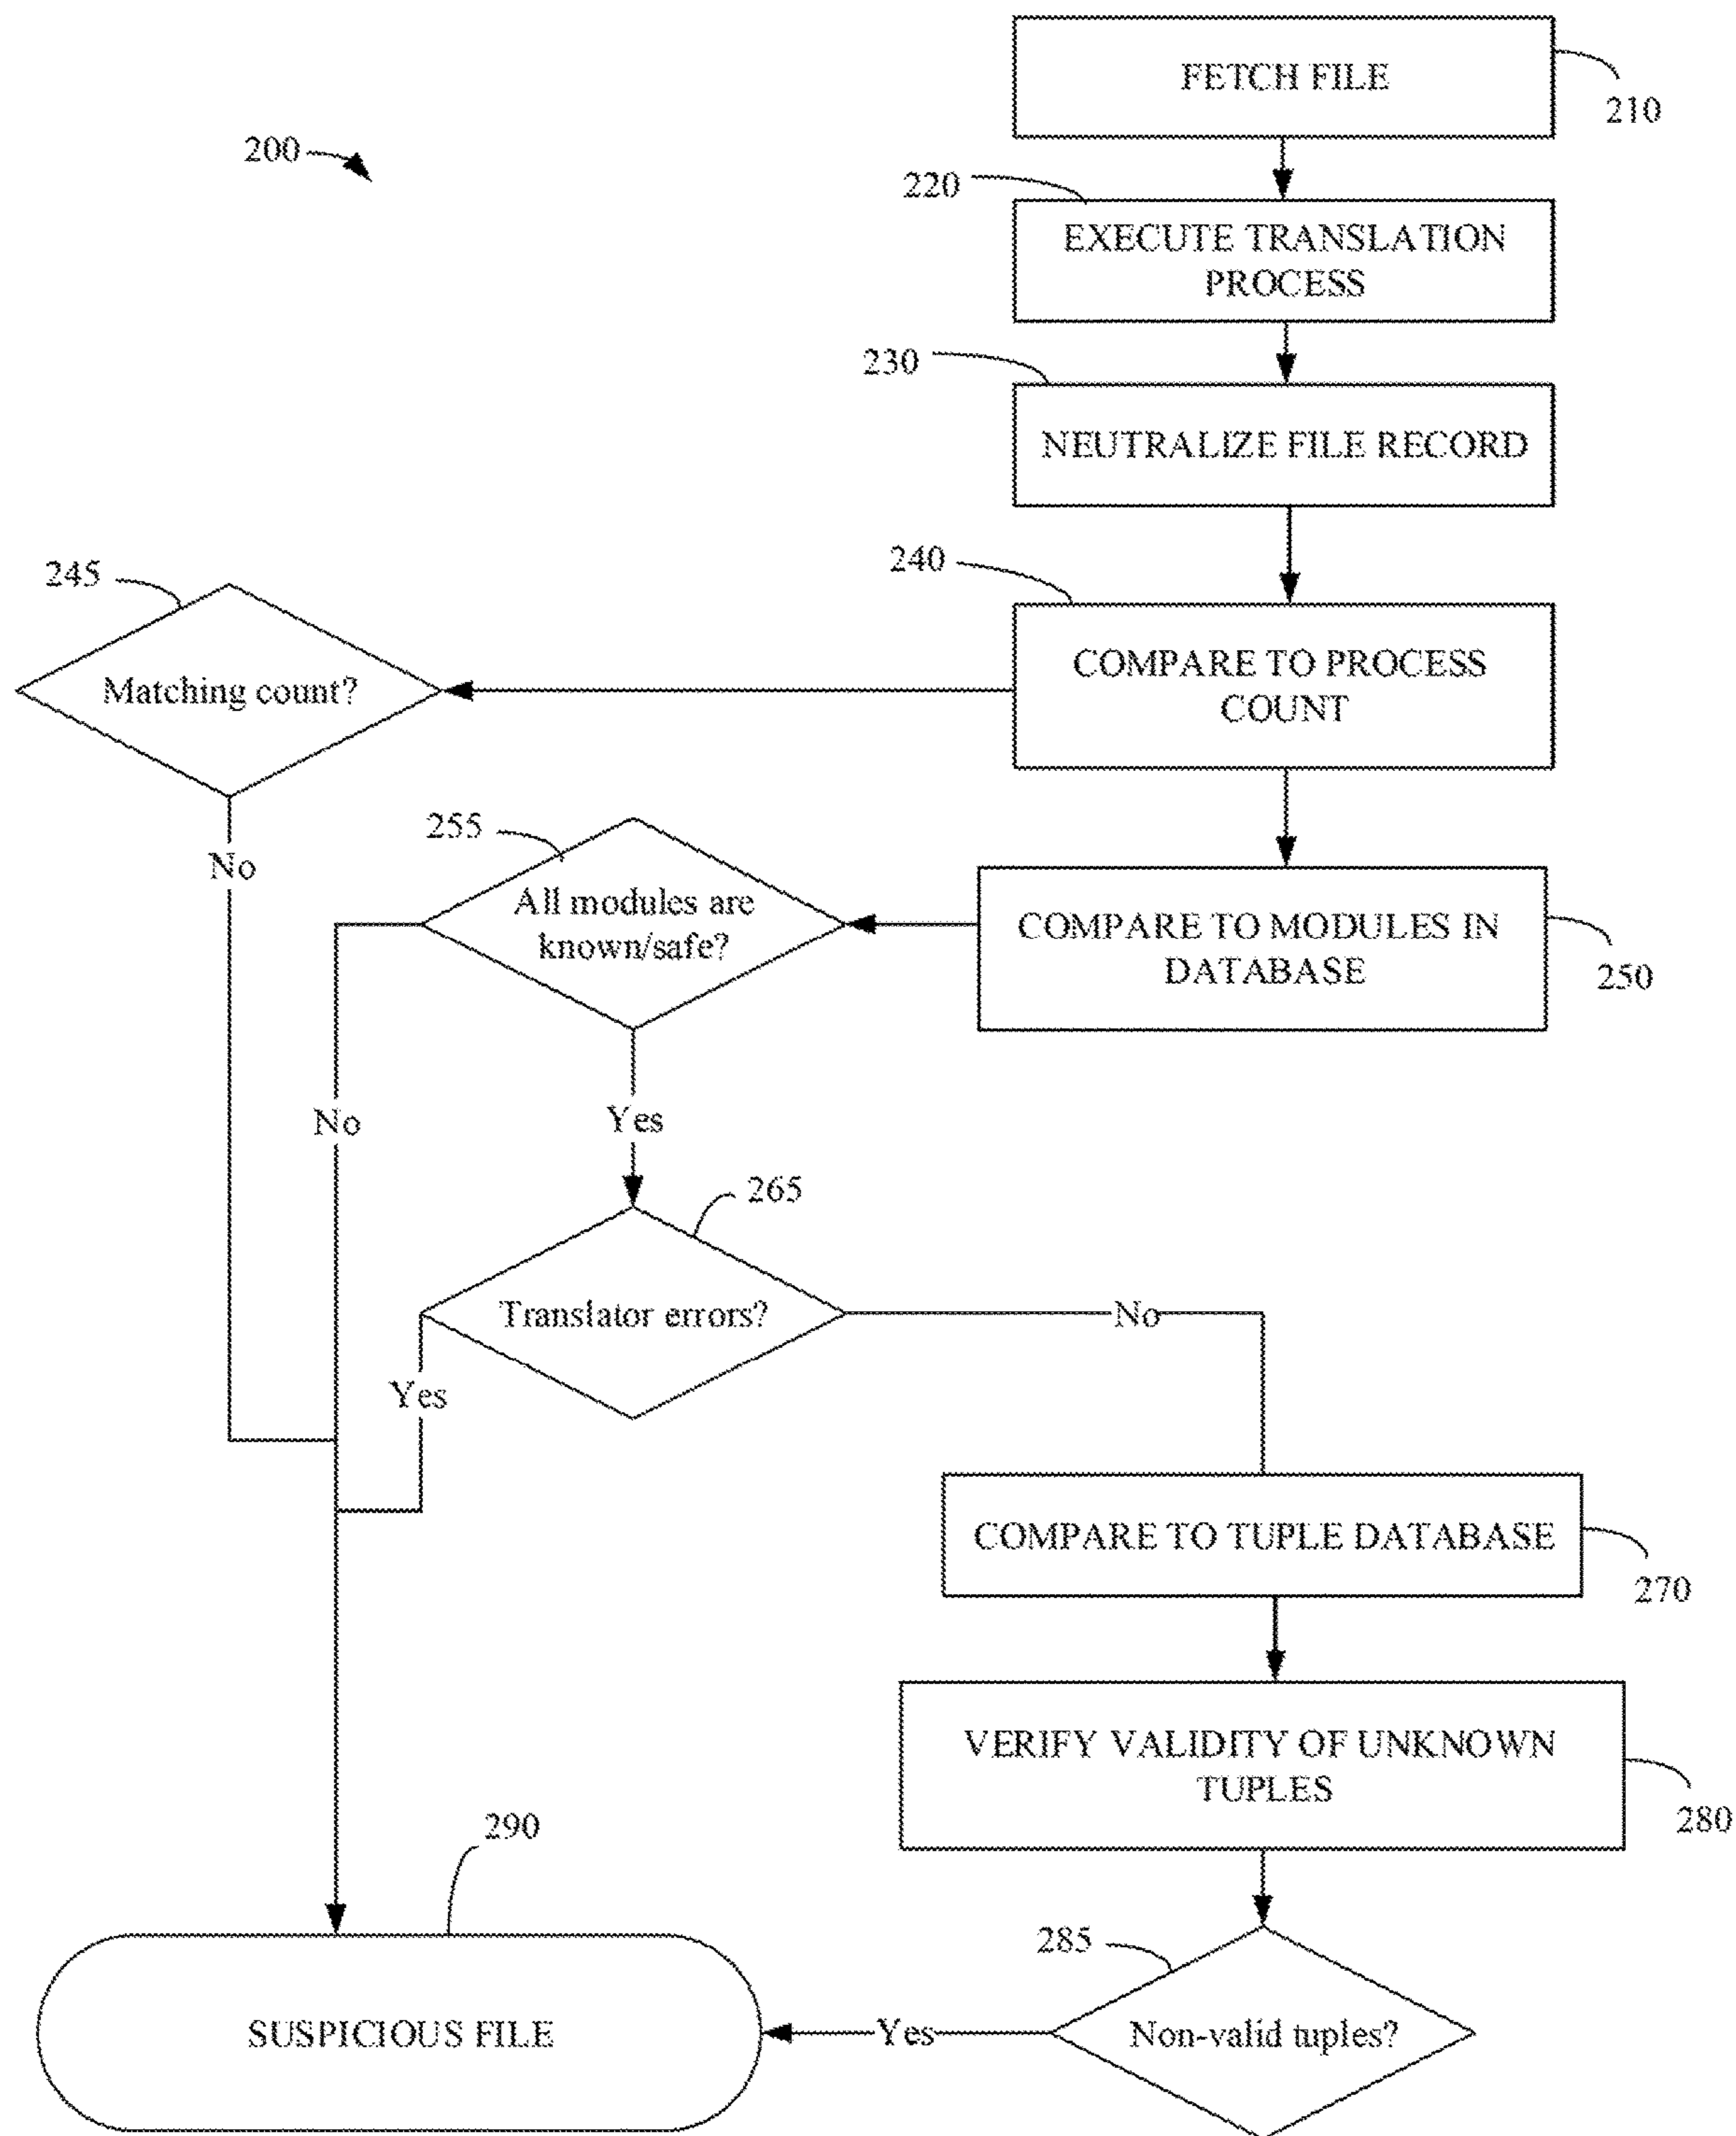 FETCH FILE
210
200
220
EXECUTE TRANSLATION
PROCESS
230
NEUTRALIZE FILE RECORD
240
245
COMPARE TO PROCESS
COUNT
Matching count?
No
255
All modules are
known/safe?
COMPARE TO MODULES IN
DATABASE
250
No
Yes
265
Translator errors?
No
Yes
COMPARE TO TUPLE DATABASE
270
VERIFY VALIDITY OF UNKNOWN
TUPLES
280
290
285
SUSPICIOUS FILE
Yes
Non-valid tuples?